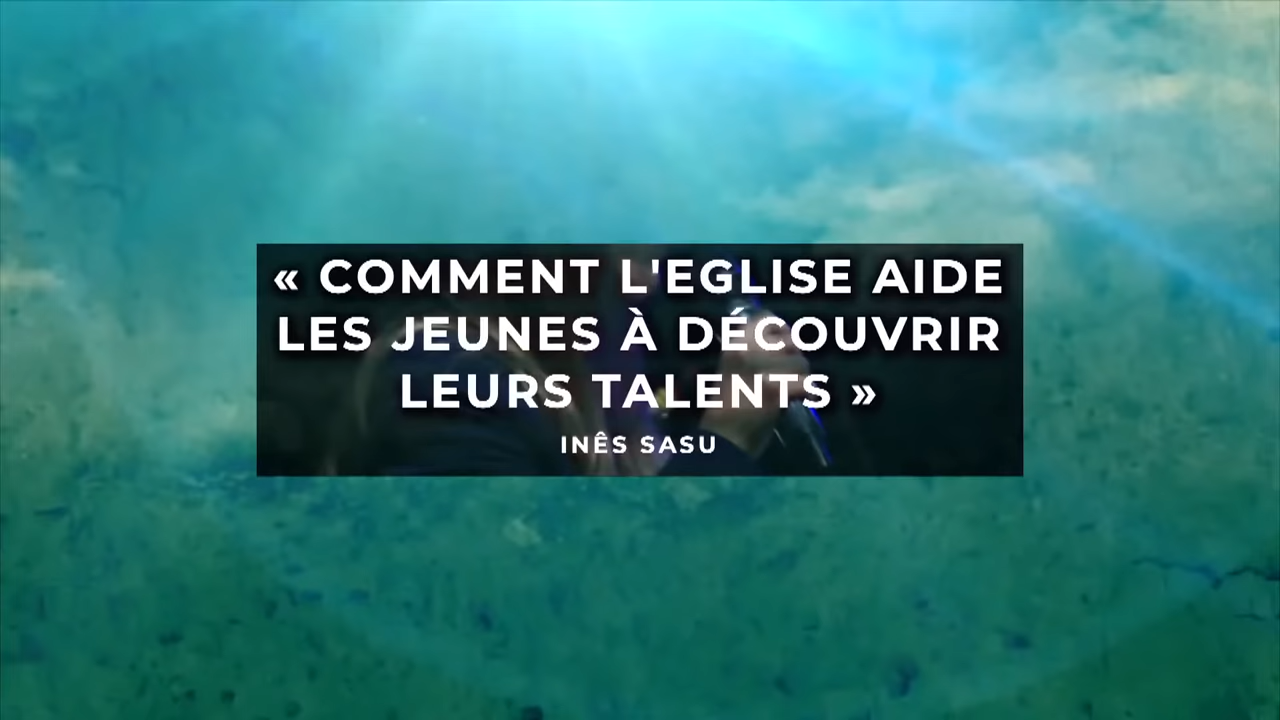 « COMMENT L'EGLISE AIDE
LES JEUNES À DÉCOUVRIR
LEURS TALENTS »
INÊS SASU